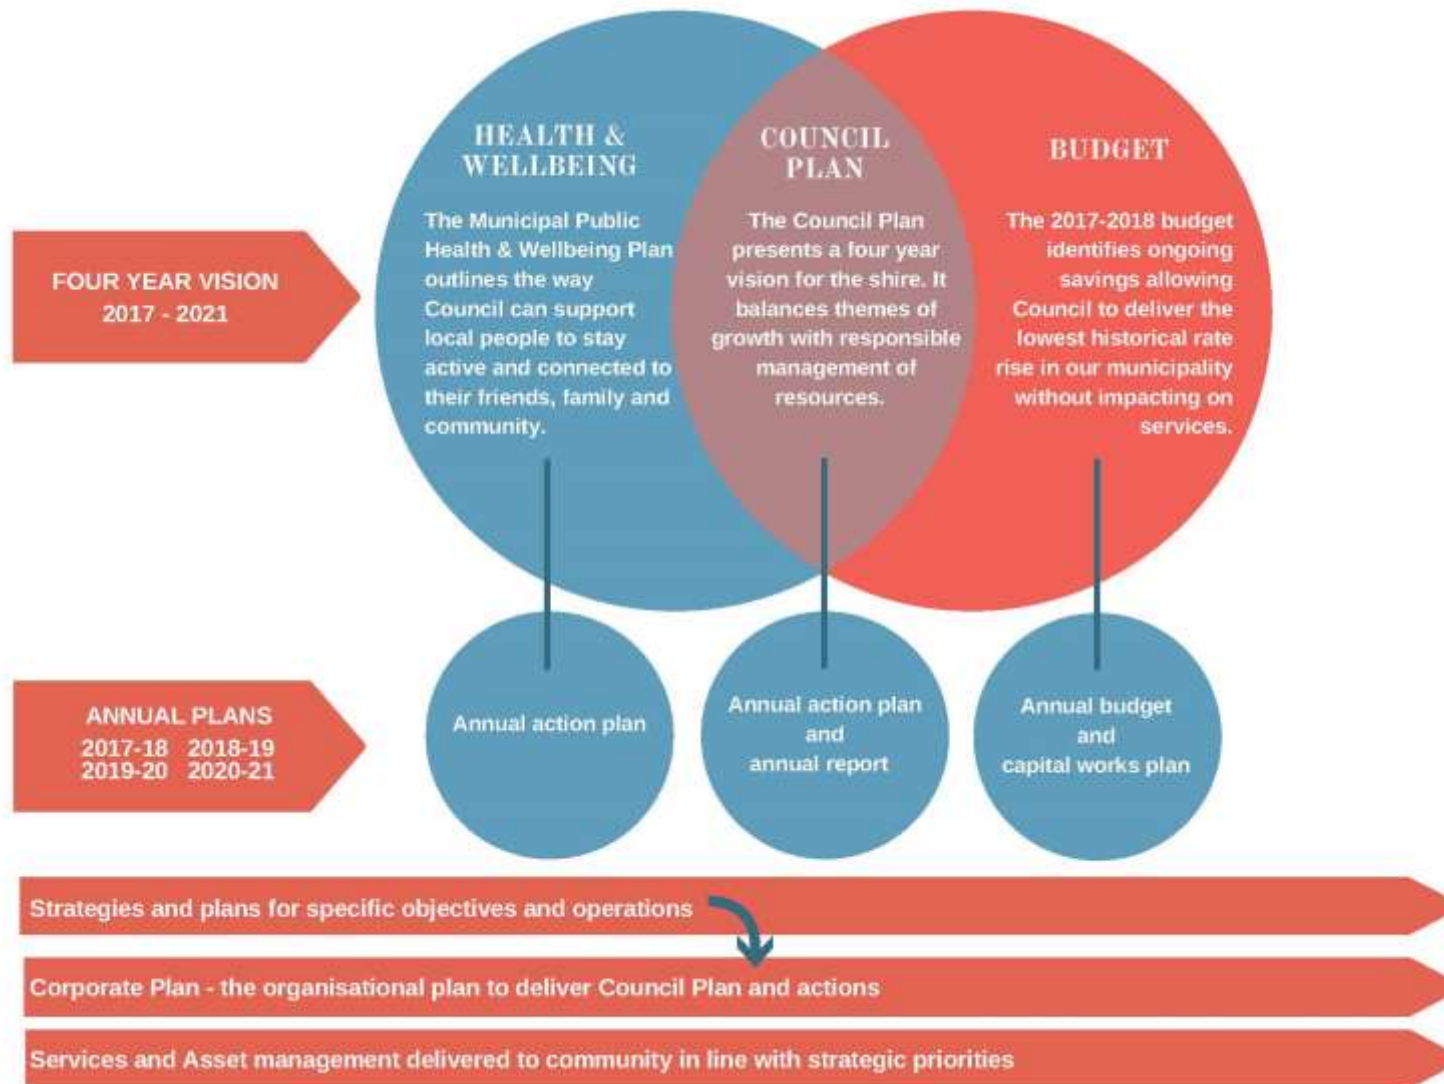 HEALTH &
WELLBEING
The Municipal Public
Health & Wellbeing Plan
outlines the way
Council can support
local people to stay
active and connected to
their friends, family and
community.
COUNCIL
PLAN
The Council Plan
presents a four year
vision for the shire. It
balances themes of
growth with responsible
management of
resources.
BUDGET
The 2017-2018 budget
identifies ongoing
savings allowing
Council to deliver the
lowest historical rate
rise in our municipality
without impacting on
services.
FOUR YEAR VISION
2017 - 2021
ANNUAL PLANS
2017-18 2018-19
2019-20 2020-21
Annual action plan
Annual action plan
and
annual report
Annual budget
and
capital works plan
Strategies and plans for specific objectives and operations
Corporate Plan - the organisational plan to deliver Council Plan and actions
Services and Asset management delivered to community in line with strategic priorities